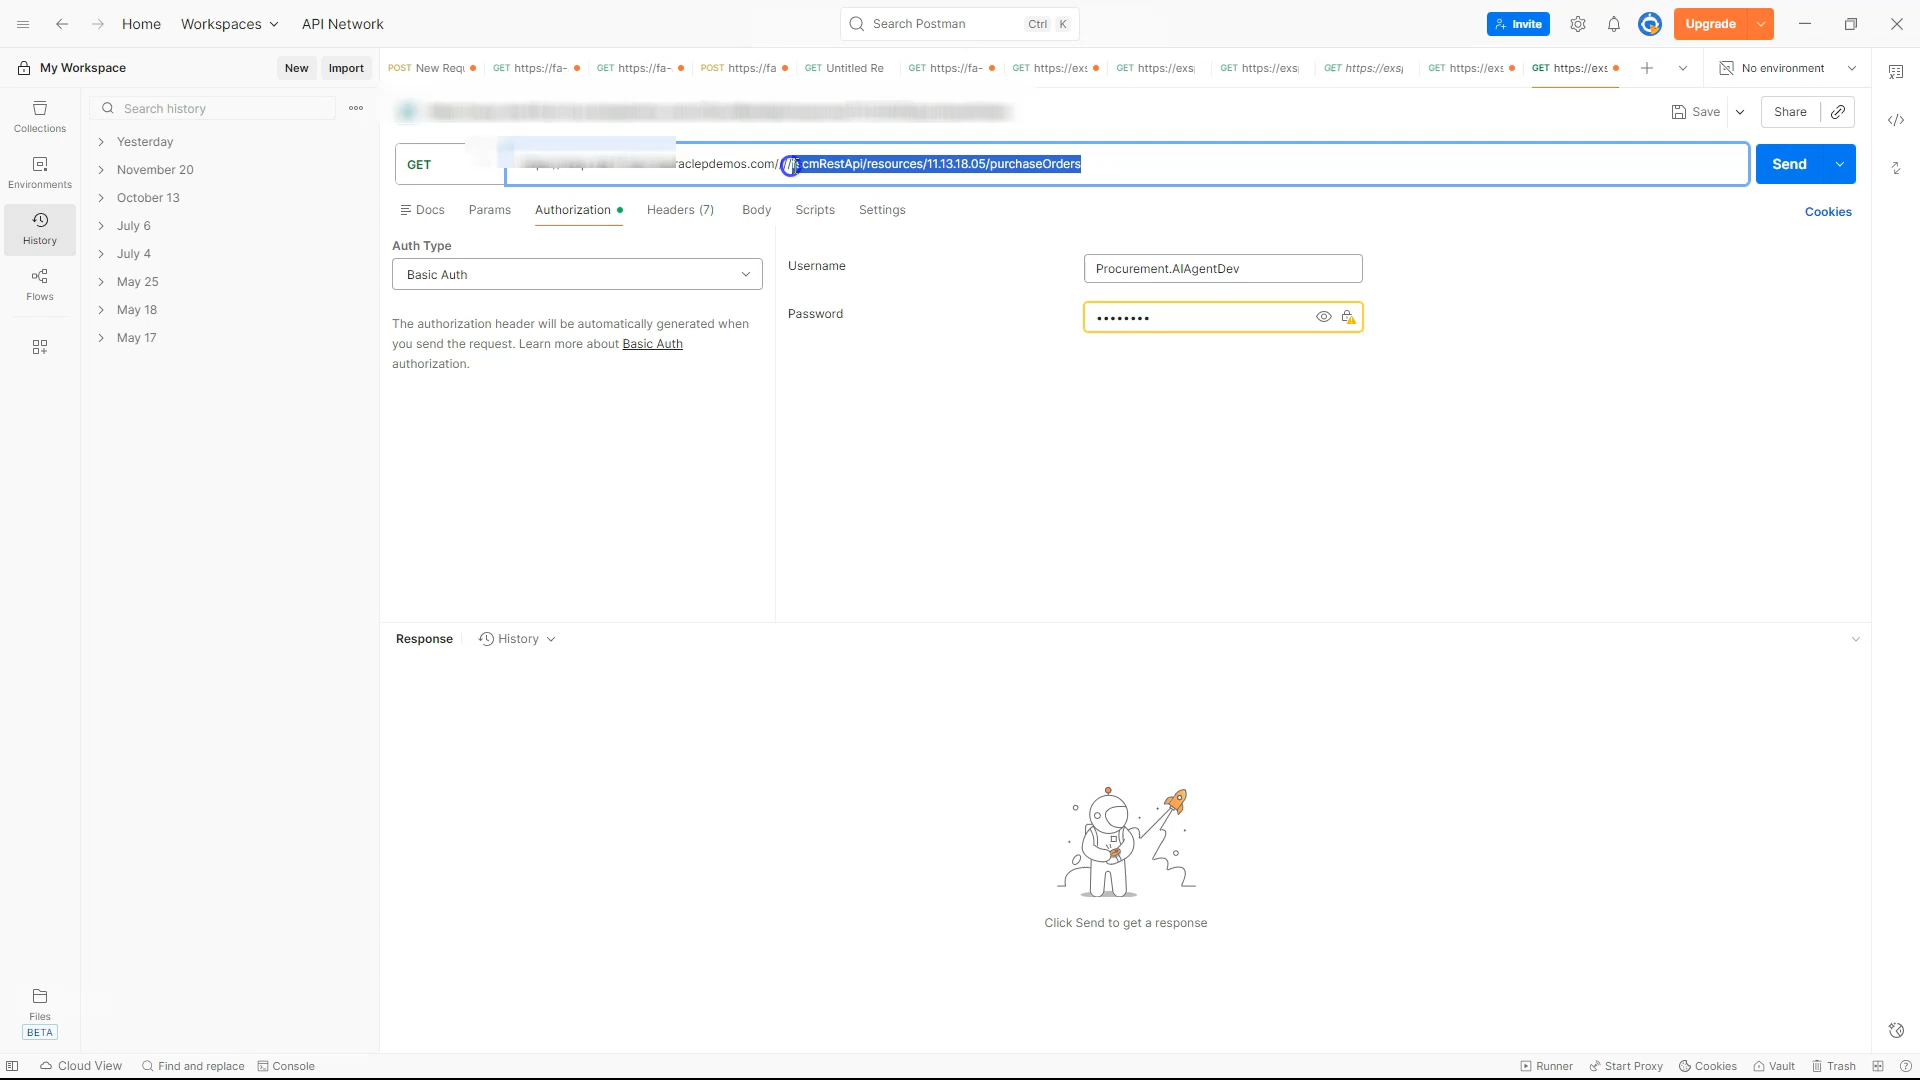 Home Workspaces API Network Search Postman Ctrl K Invite Upgrade
My Workspace New Import POST New Requ GET https://fa- GET https://fa- POST https://fa GET Untitled Re GET https://fa- GET https://exs GET https://exsp GET https://exsp GET https://exsp GET https://exs GET https://exs No environment
Search history
Save Share
Collections
Yesterday
November 20
October 13
July 6
July 4
May 25
May 18
May 17
Environments
History
Flows
Files
BETA
GET raclepdemos.com/ cmRestApi/resources/11.13.18.05/purchaseOrders Send
Docs Params Authorization Headers (7) Body Scripts Settings Cookies
Auth Type
Basic Auth
The authorization header will be automatically generated when
you send the request. Learn more about Basic Auth
authorization.
Username Procurement.AIAgentDev
Password ••••••••
Response History
Click Send to get a response
Cloud View Find and replace Console Runner Start Proxy Cookies Vault Trash